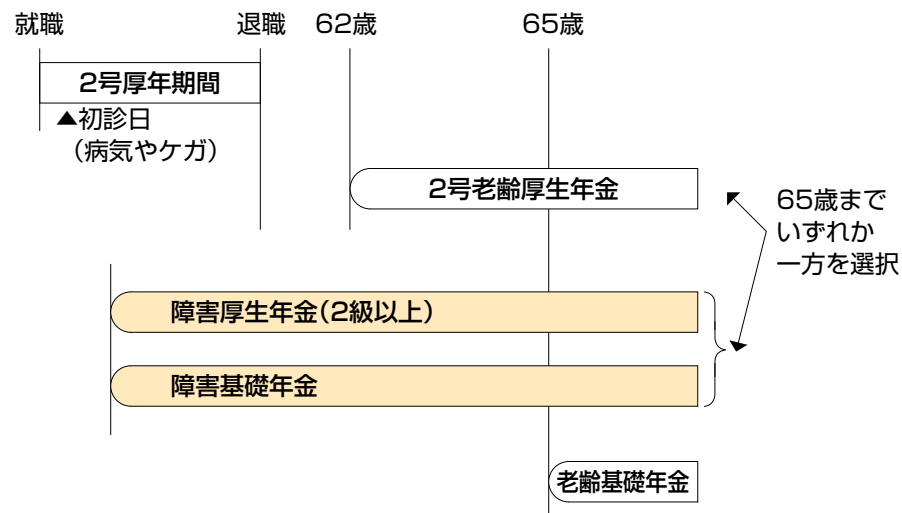 就職
退職
62歳
65歳
2号厚年期間
▲初診日
(病気やケガ)
2号老齢厚生年金
65歳まで
いずれか
一方を選択
障害厚生年金(2級以上)
障害基礎年金
老齢基礎年金